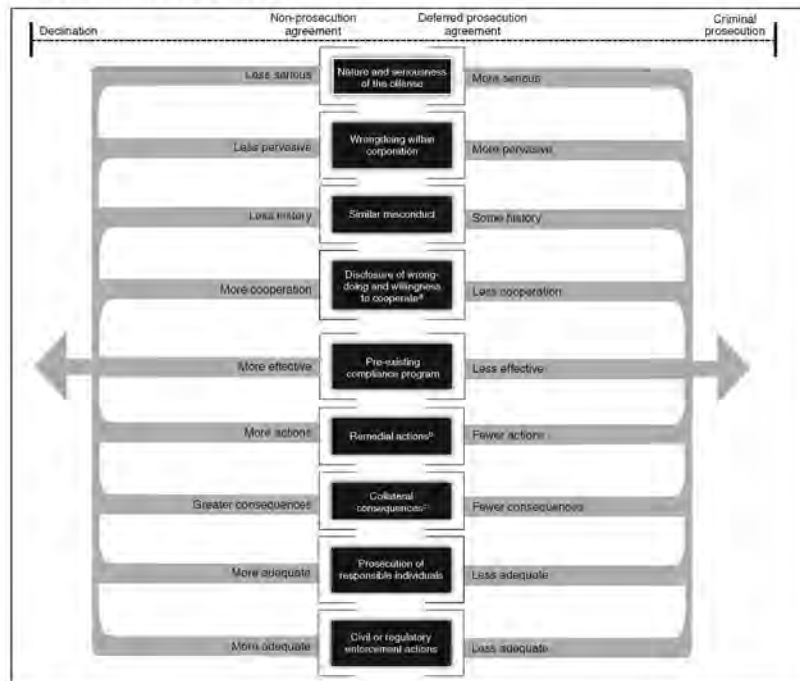 Declination
Non-prosecution
agreement
Deferred prosecution
agreement
Criminal
prosecution
Less serious
Nature and seriousness
of the offense
More serious
Less pervasive
Wrongdoing within
corporation
More pervasive
Less history
Similar misconduct
Some history
More cooperation
Disclosure of wrong-
doing and willingness
to cooperateᵃ
Less cooperation
More effective
Pre-existing
compliance program
Less effective
More actions
Remedial actionsᵇ
Fewer actions
Greater consequences
Collateral
consequencesᶜ
Fewer consequences
More adequate
Prosecution of
responsible individuals
Less adequate
More adequate
Civil or regulatory
enforcement actions
Less adequate